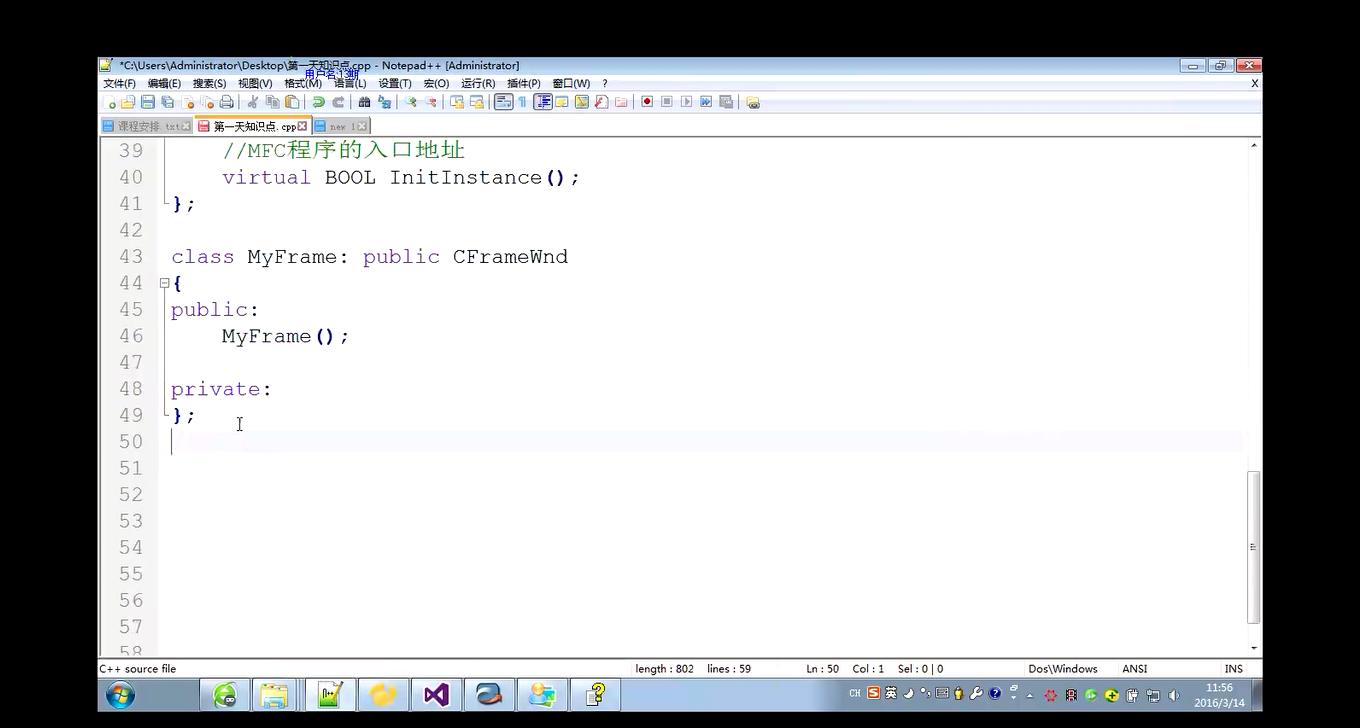 *C:\Users\Administrator\Desktop\第一天知识点.cpp - Notepad++ [Administrator]
用户名:13期
文件(F) 编辑(E) 搜索(S) 视图(V) 格式(M) 语言(L) 设置(T) 宏(O) 运行(R) 插件(P) 窗口(W) ? X
课程安排.txt 第一天知识点.cpp new 1
39 //MFC程序的入口地址
40 virtual BOOL InitInstance();
41 };
42
43 class MyFrame: public CFrameWnd
44 {
45 public:
46 MyFrame();
47
48 private:
49 };
50
51
52
53
54
55
56
57
58
C++ source file length : 802 lines : 59 Ln : 50 Col : 1 Sel : 0 | 0 Dos\Windows ANSI INS
CH 英 11:56
2016/3/14